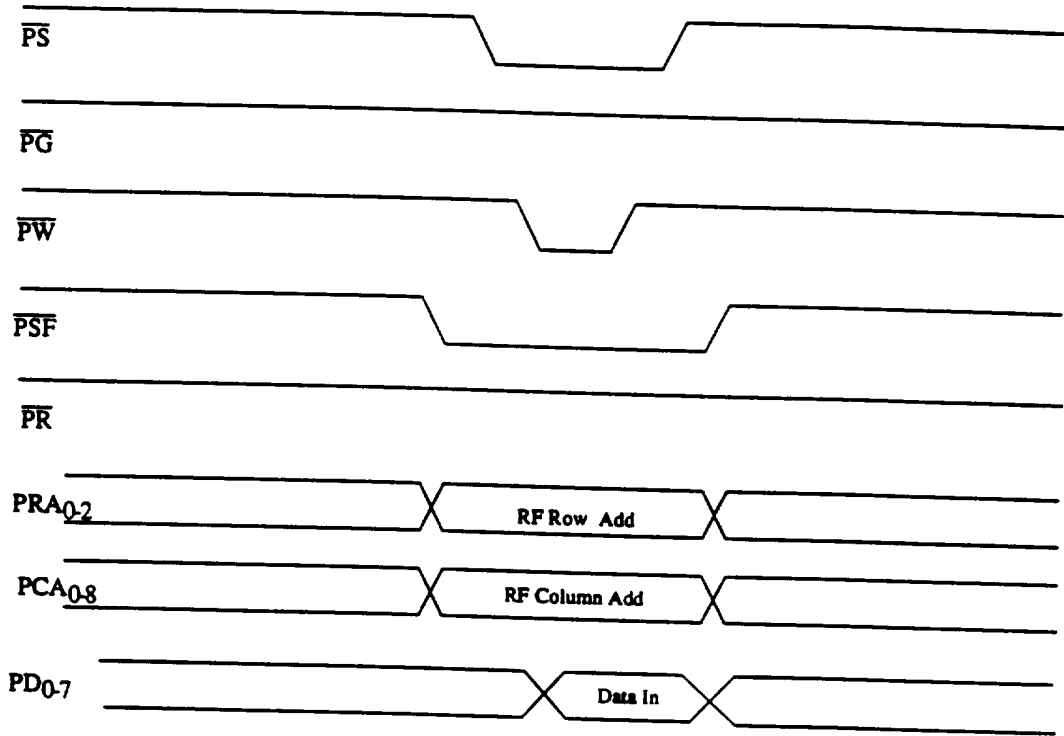 PS
PG
PW
PSF
PR
PRA0-2 RF Row Add
PCA0-8 RF Column Add
PD0-7 Data In